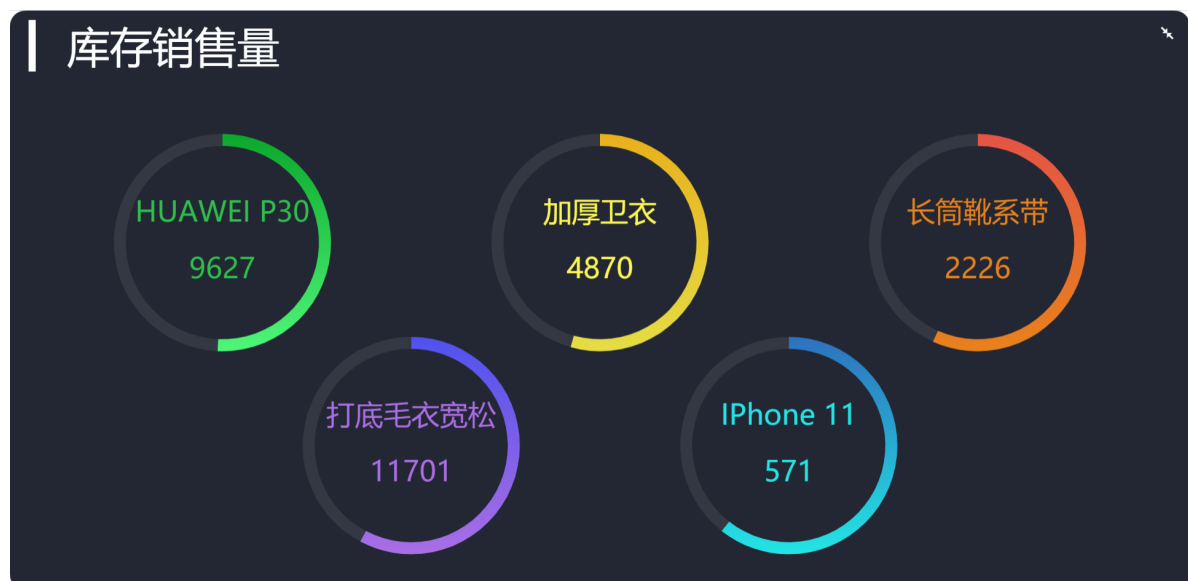 库存销售量
HUAWEI P30
9627
加厚卫衣
4870
长筒靴系带
2226
打底毛衣宽松
11701
IPhone 11
571